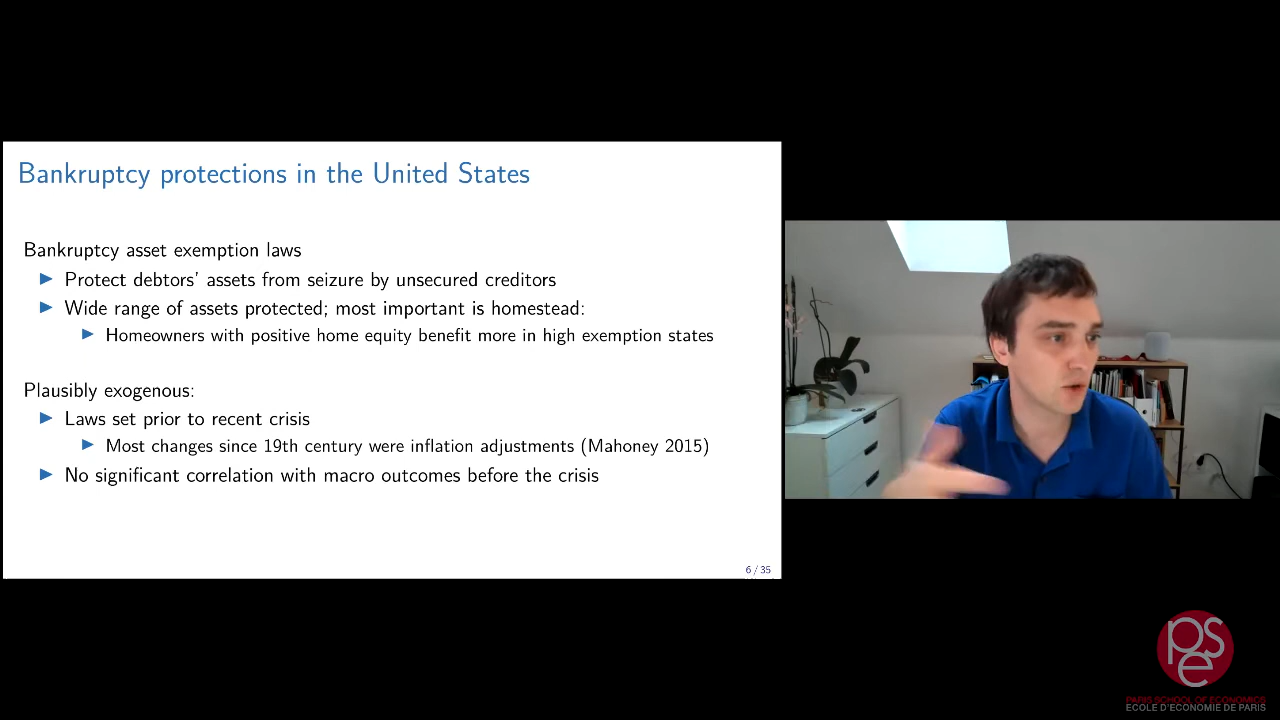 Bankruptcy protections in the United States
Bankruptcy asset exemption laws
Protect debtors' assets from seizure by unsecured creditors
Wide range of assets protected; most important is homestead:
Homeowners with positive home equity benefit more in high exemption states
Plausibly exogenous:
Laws set prior to recent crisis
Most changes since 19th century were inflation adjustments (Mahoney 2015)
No significant correlation with macro outcomes before the crisis
6 / 35
pse
PARIS SCHOOL OF ECONOMICS
ECOLE D'ECONOMIE DE PARIS